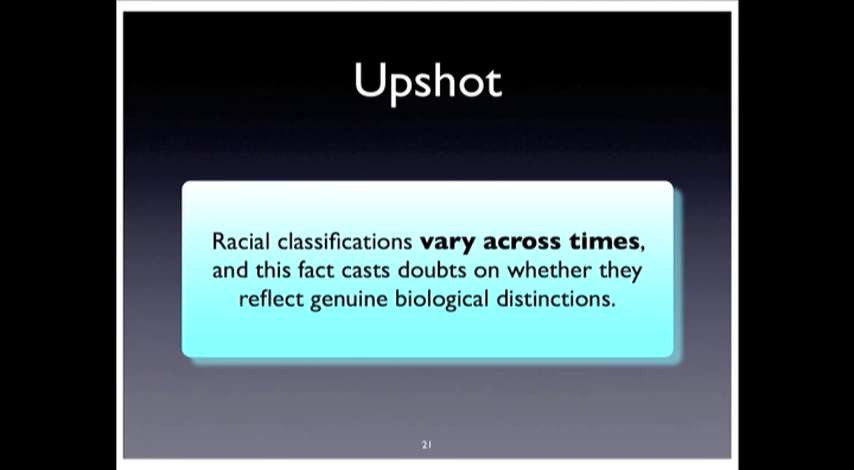 Upshot
Racial classifications vary across times,
and this fact casts doubts on whether they
reflect genuine biological distinctions.
21